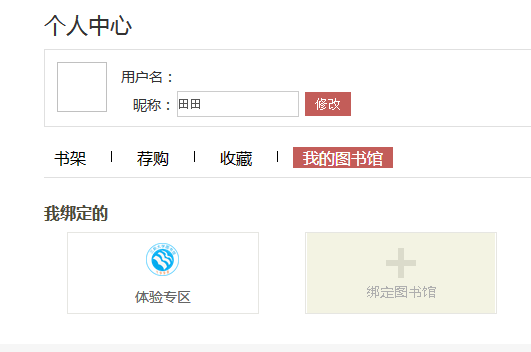 个人中心
用户名：
昵称： 田田 修改
书架 荐购 收藏 我的图书馆
我绑定的
体验专区 绑定图书馆